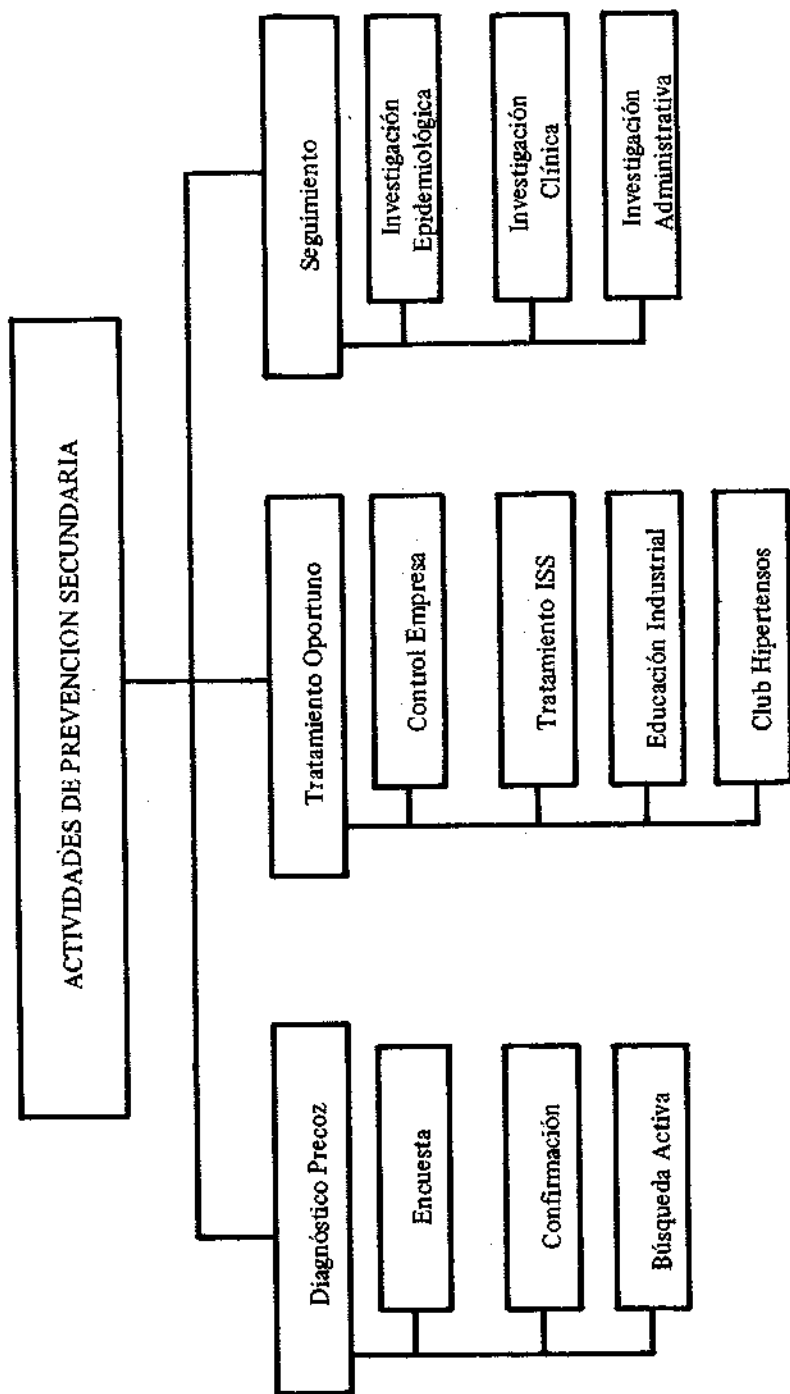 ACTIVIDADES DE PREVENCION SECUNDARIA
Diagnóstico Precoz
Encuesta
Confirmación
Búsqueda Activa
Tratamiento Oportuno
Control Empresa
Tratamiento ISS
Educación Industrial
Club Hipertensos
Seguimiento
Investigación
Epidemiológica
Investigación
Clínica
Investigación
Administrativa